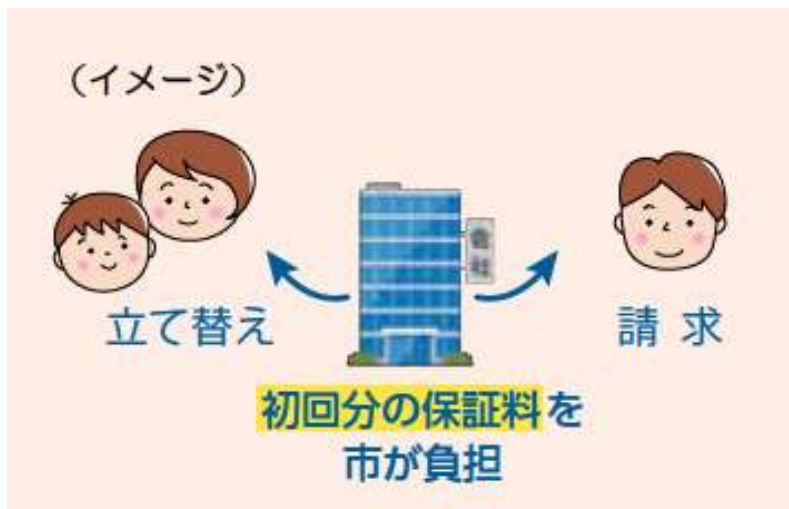 （イメージ）
会社
立て替え
請求
初回分の保証料を
市が負担